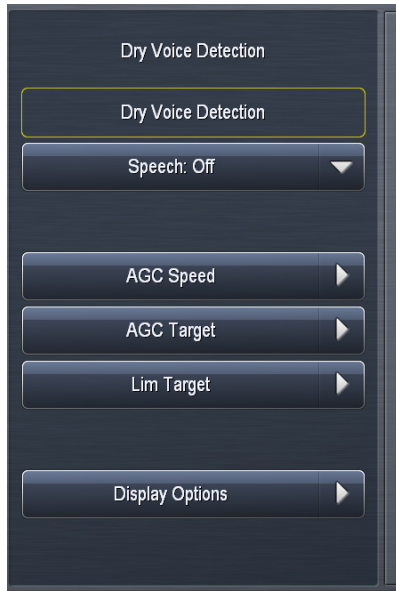 Dry Voice Detection
Dry Voice Detection
Speech: Off
AGC Speed
AGC Target
Lim Target
Display Options